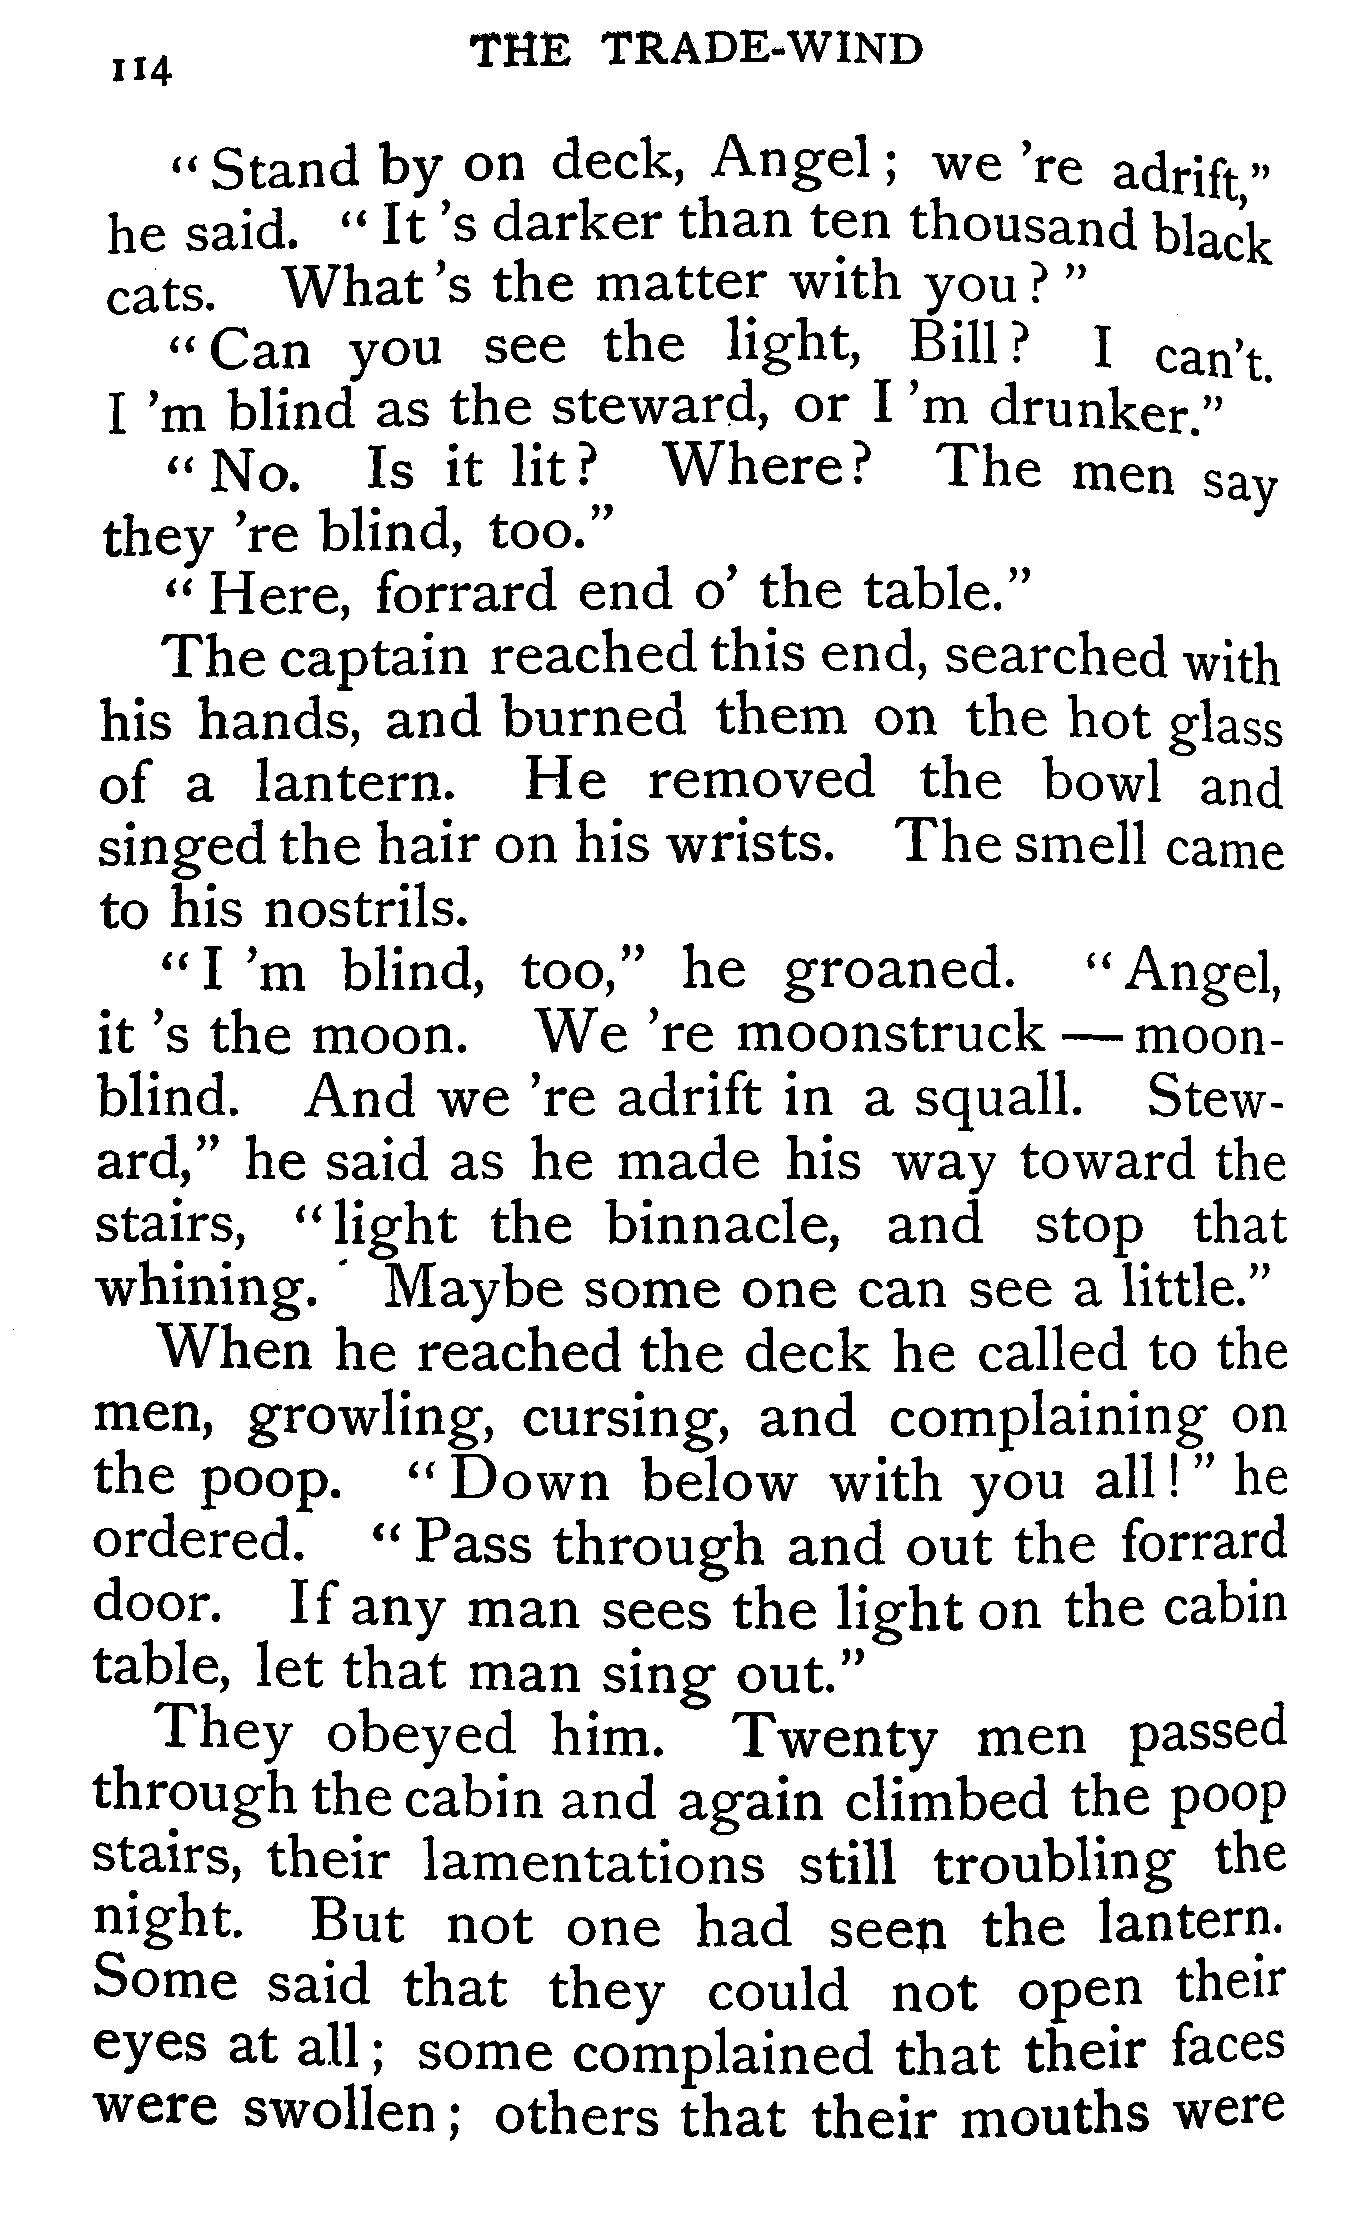 114
THE TRADE-WIND
“Stand by on deck, Angel; we 're adrift,”
he said. “It 's darker than ten thousand black
cats. What 's the matter with you?”
“Can you see the light, Bill? I can't.
I 'm blind as the steward, or I 'm drunker.”
“No. Is it lit? Where? The men say
they 're blind, too.”
“Here, forrard end o' the table.”
The captain reached this end, searched with
his hands, and burned them on the hot glass
of a lantern. He removed the bowl and
singed the hair on his wrists. The smell came
to his nostrils.
“I 'm blind, too,” he groaned. “Angel,
it 's the moon. We 're moonstruck — moon-
blind. And we 're adrift in a squall. Stew-
ard,” he said as he made his way toward the
stairs, “light the binnacle, and stop that
whining. Maybe some one can see a little.”
When he reached the deck he called to the
men, growling, cursing, and complaining on
the poop. “Down below with you all!” he
ordered. “Pass through and out the forrard
door. If any man sees the light on the cabin
table, let that man sing out.”
They obeyed him. Twenty men passed
through the cabin and again climbed the poop
stairs, their lamentations still troubling the
night. But not one had seen the lantern.
Some said that they could not open their
eyes at all; some complained that their faces
were swollen; others that their mouths were